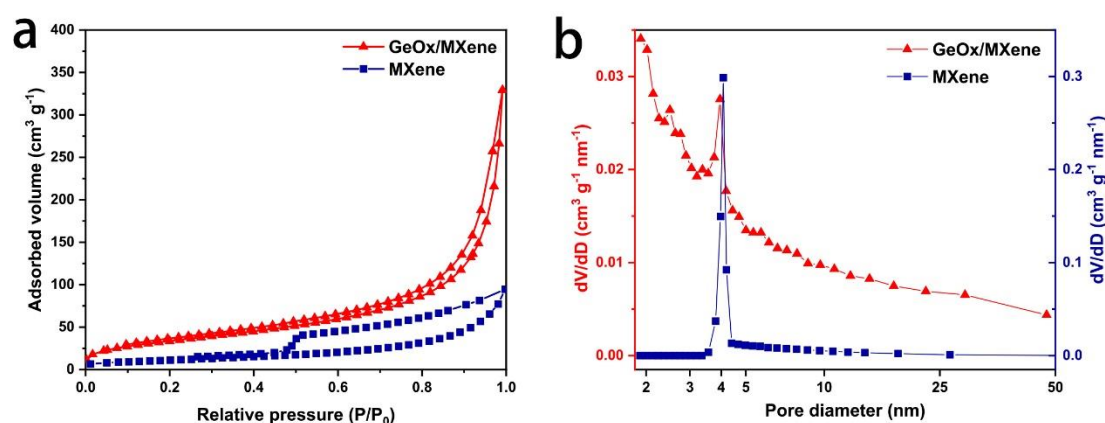 a
400
350
300
250
200
150
100
50
0
0.0 0.2 0.4 0.6 0.8 1.0
Adsorbed volume (cm³ g⁻¹)
Relative pressure (P/P₀)
GeOx/MXene
MXene
b
0.03
0.02
0.01
0.00
dV/dD (cm³ g⁻¹ nm⁻¹)
GeOx/MXene
MXene
0.3
0.2
0.1
0.0
dV/dD (cm³ g⁻¹ nm⁻¹)
2 3 4 5 10 25 50
Pore diameter (nm)